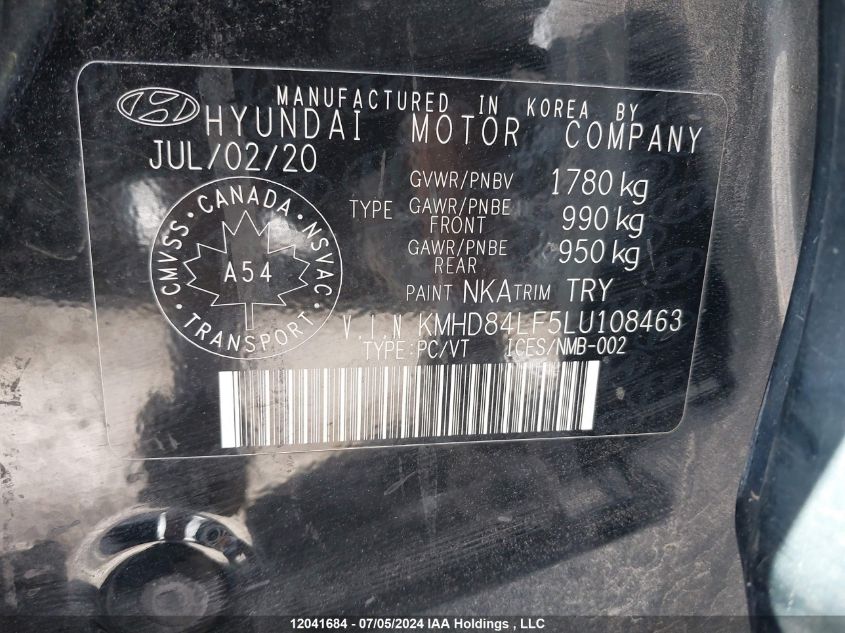 MANUFACTURED IN KOREA BY
HYUNDAI MOTOR COMPANY
JUL/02/20
GVWR/PNBV 1780 kg
TYPE GAWR/PNBE FRONT 990 kg
GAWR/PNBE REAR 950 kg
PAINT NKA TRIM TRY
V.I.N KMHD84LF5LU108463
TYPE:PC/VT ICES/NMB-002
CMVSS • CANADA • NSVAC • TRANSPORT •
A54
12041684 - 07/05/2024 IAA Holdings , LLC